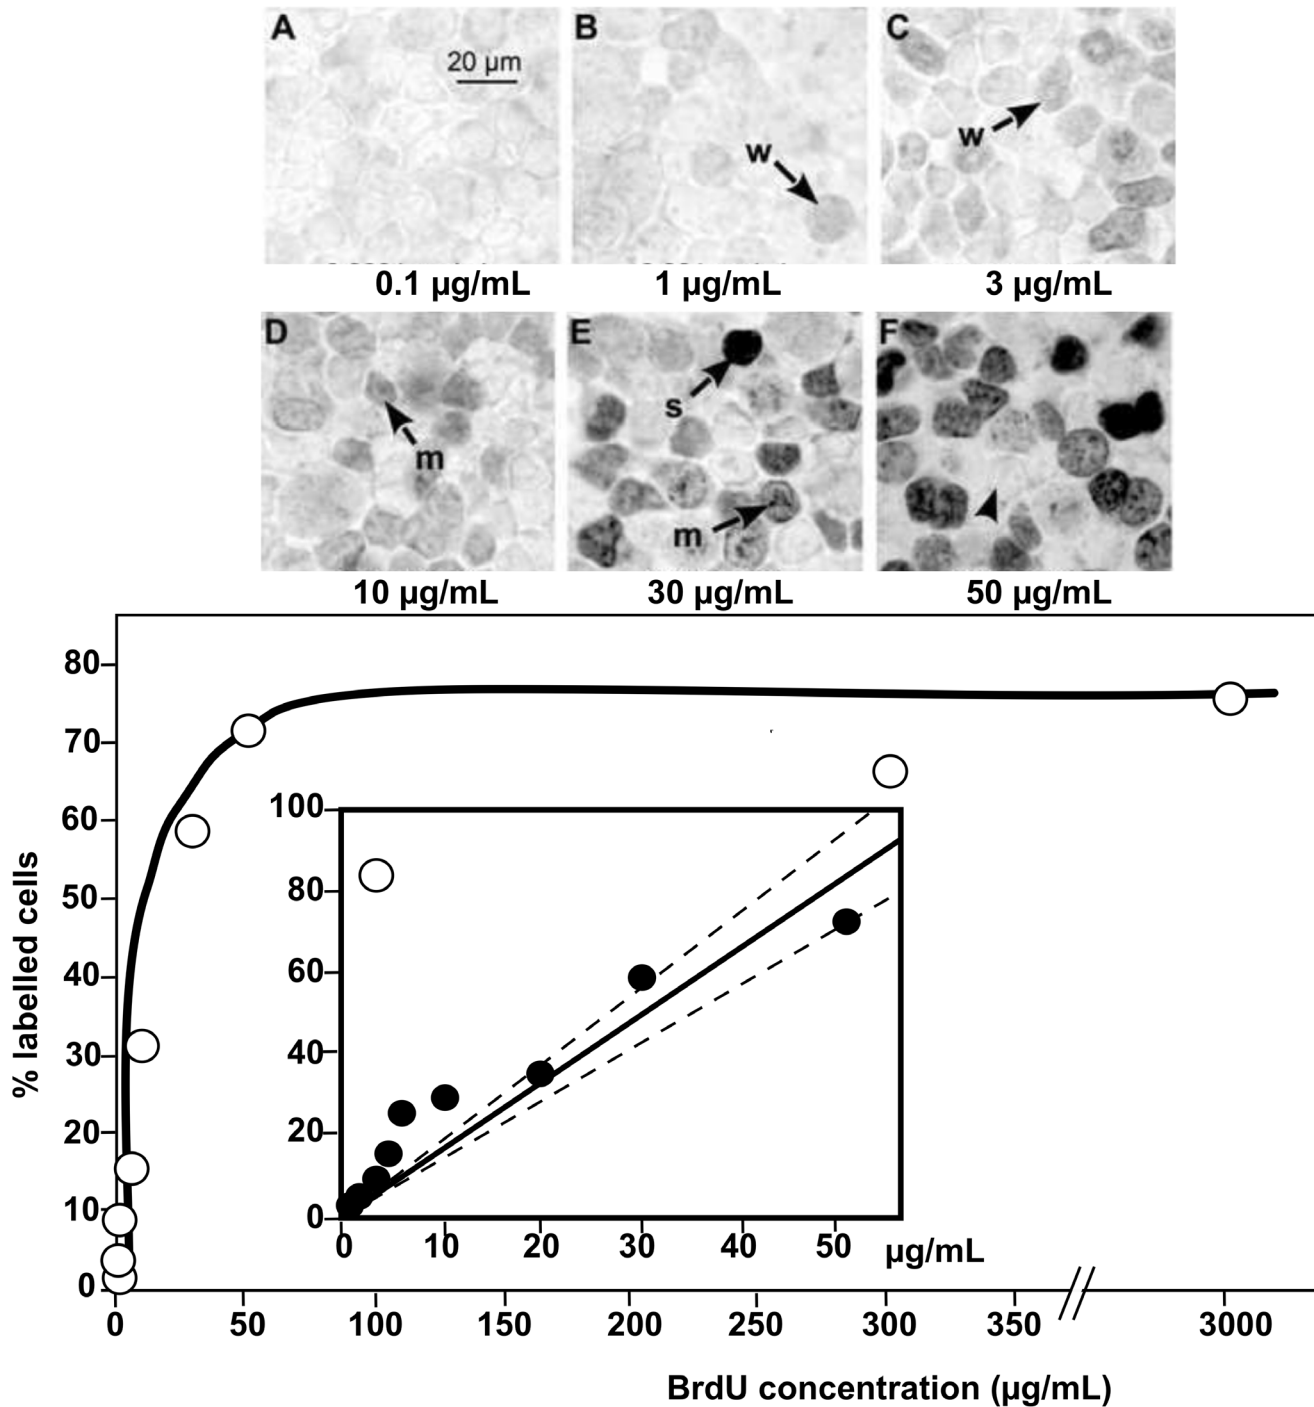 A
20 µm
B
w
C
w
0.1 µg/mL
1 µg/mL
3 µg/mL
D
m
E
s
m
F
10 µg/mL
30 µg/mL
50 µg/mL
% labelled cells
80
70
60
50
40
30
20
10
0
100
80
60
40
20
0
0 10 20 30 40 50 µg/mL
0 50 100 150 200 250 300 350 3000
BrdU concentration (µg/mL)